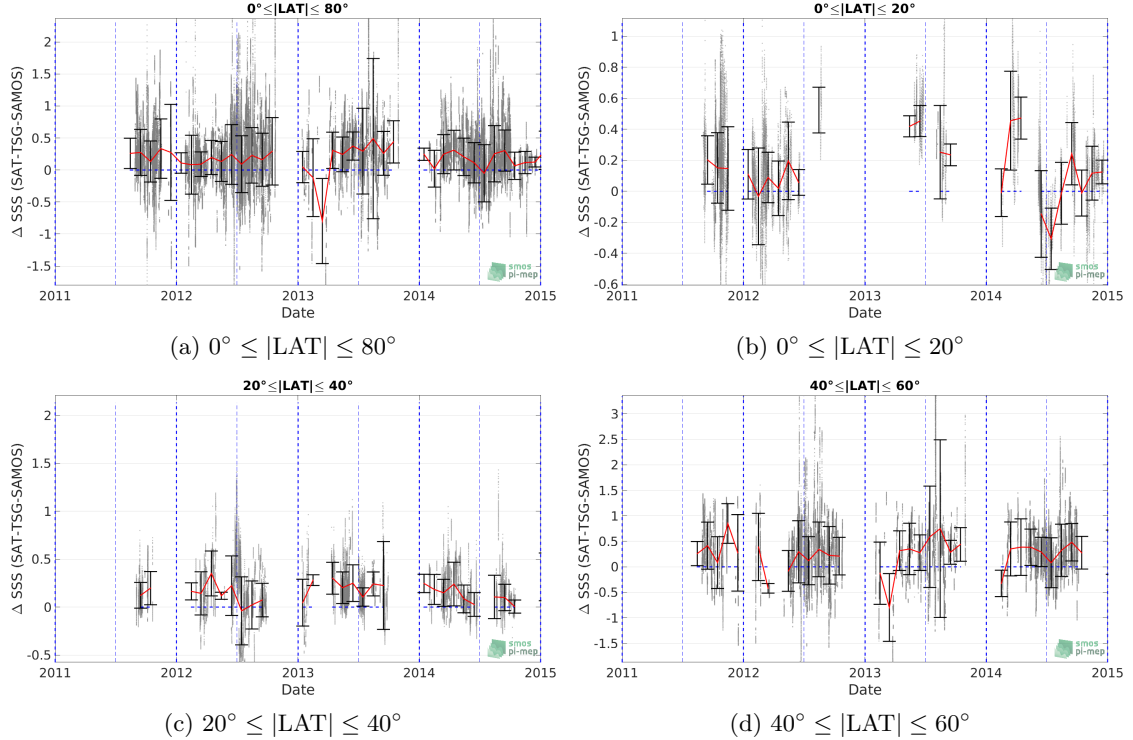 0°≤|LAT|≤ 80°
Δ SSS (SAT-TSG-SAMOS)
2
1.5
1
0.5
0
-0.5
-1
-1.5
2011
2012
2013
2014
2015
Date
smos
pi-mep
(a) 0° ≤ |LAT| ≤ 80°
0°≤|LAT|≤ 20°
Δ SSS (SAT-TSG-SAMOS)
1
0.8
0.6
0.4
0.2
0
-0.2
-0.4
-0.6
2011
2012
2013
2014
2015
Date
smos
pi-mep
(b) 0° ≤ |LAT| ≤ 20°
20°≤|LAT|≤ 40°
Δ SSS (SAT-TSG-SAMOS)
2
1.5
1
0.5
0
-0.5
2011
2012
2013
2014
2015
Date
smos
pi-mep
(c) 20° ≤ |LAT| ≤ 40°
40°≤|LAT|≤ 60°
Δ SSS (SAT-TSG-SAMOS)
3
2.5
2
1.5
1
0.5
0
-0.5
-1
-1.5
2011
2012
2013
2014
2015
Date
smos
pi-mep
(d) 40° ≤ |LAT| ≤ 60°